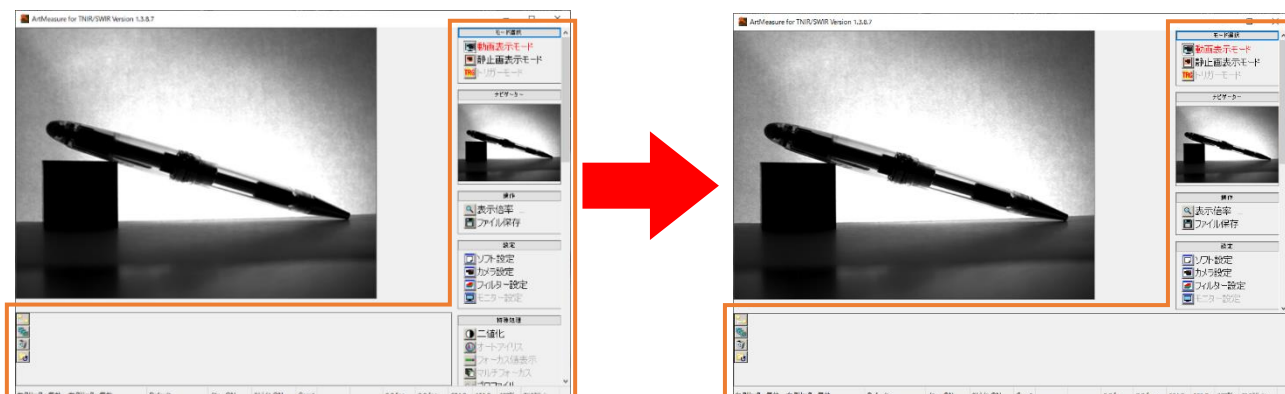 ArtMeasure for TNIR/SWIR Version 1.3.8.7
モード選択
動画表示モード
静止画表示モード
TRG トリガーモード
ナビゲーター
操作
表示倍率 ...
ファイル保存
設定
ソフト設定
カメラ設定
フィルター設定
モニター設定
画像処理
二値化
オートアイリス
フォーカス値表示
マルチフォーカス
プロファイル
ArtMeasure for TNIR/SWIR Version 1.3.8.7
モード選択
動画表示モード
静止画表示モード
TRG トリガーモード
ナビゲーター
操作
表示倍率 ...
ファイル保存
設定
ソフト設定
カメラ設定
フィルター設定
モニター設定